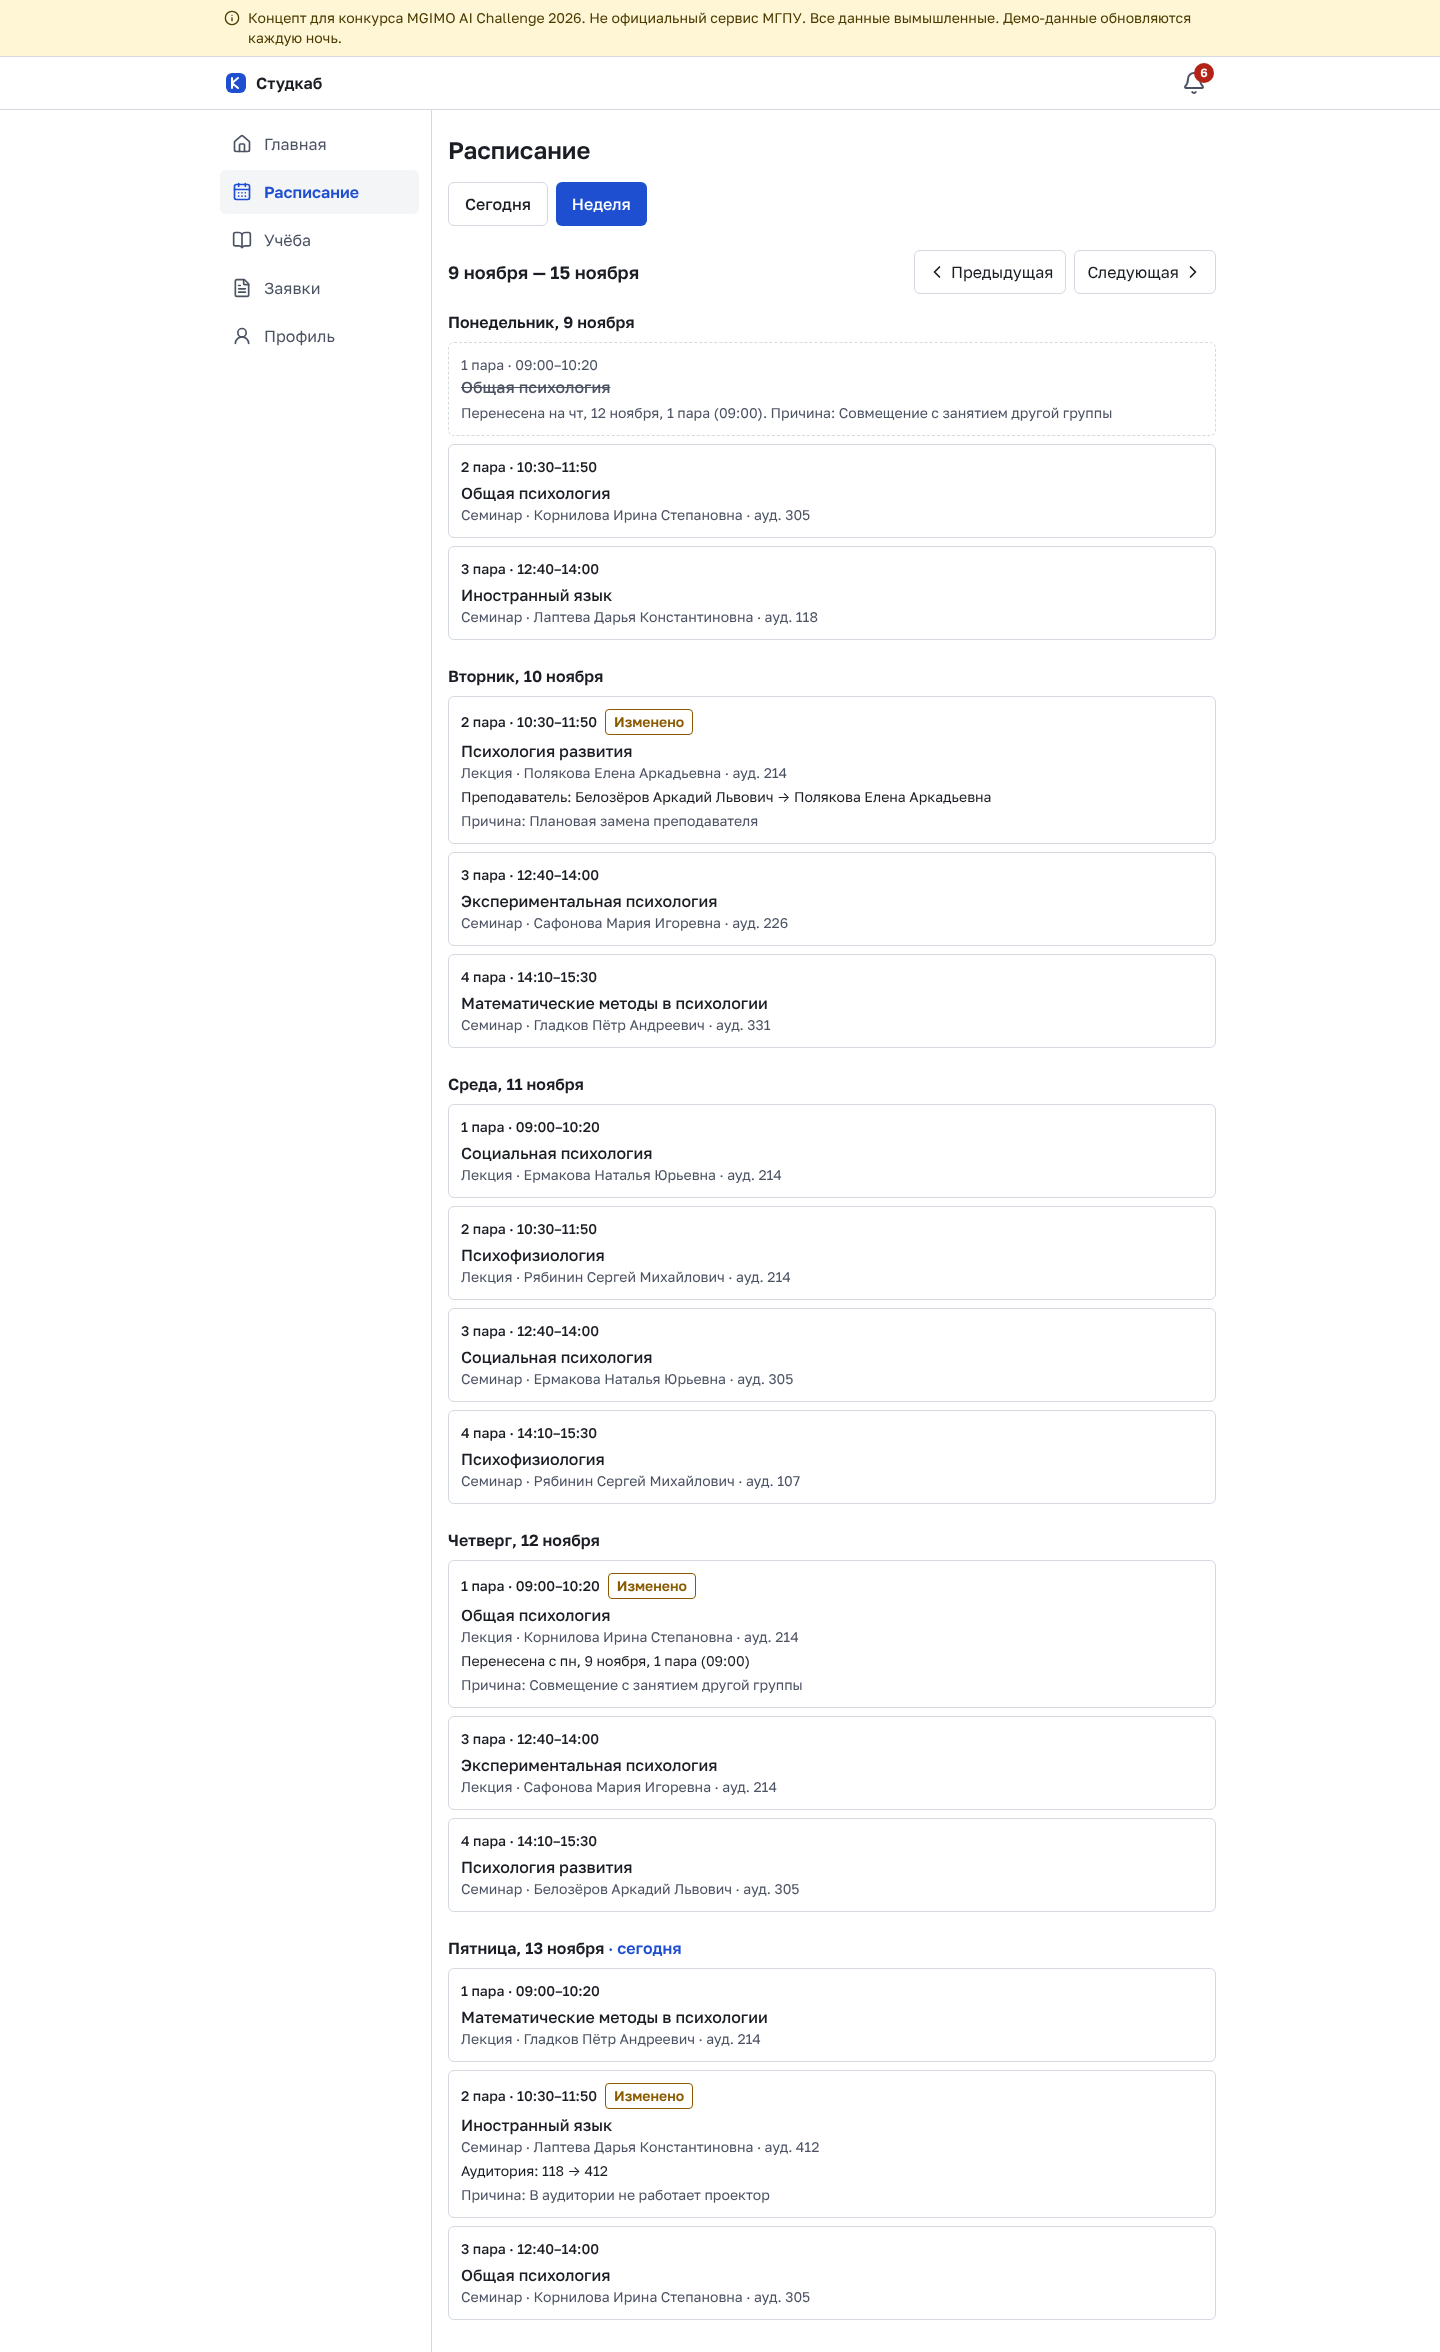 Концепт для конкурса MGIMO AI Challenge 2026. Не официальный сервис МГПУ. Все данные вымышленные. Демо-данные обновляются
каждую ночь.
Студкаб
6
Главная
Расписание
Учёба
Заявки
Профиль
Расписание
Сегодня
Неделя
9 ноября — 15 ноября
Предыдущая
Следующая
Понедельник, 9 ноября
1 пара · 09:00–10:20
Общая психология
Перенесена на чт, 12 ноября, 1 пара (09:00). Причина: Совмещение с занятием другой группы
2 пара · 10:30–11:50
Общая психология
Семинар · Корнилова Ирина Степановна · ауд. 305
3 пара · 12:40–14:00
Иностранный язык
Семинар · Лаптева Дарья Константиновна · ауд. 118
Вторник, 10 ноября
2 пара · 10:30–11:50 Изменено
Психология развития
Лекция · Полякова Елена Аркадьевна · ауд. 214
Преподаватель: Белозёров Аркадий Львович → Полякова Елена Аркадьевна
Причина: Плановая замена преподавателя
3 пара · 12:40–14:00
Экспериментальная психология
Семинар · Сафонова Мария Игоревна · ауд. 226
4 пара · 14:10–15:30
Математические методы в психологии
Семинар · Гладков Пётр Андреевич · ауд. 331
Среда, 11 ноября
1 пара · 09:00–10:20
Социальная психология
Лекция · Ермакова Наталья Юрьевна · ауд. 214
2 пара · 10:30–11:50
Психофизиология
Лекция · Рябинин Сергей Михайлович · ауд. 214
3 пара · 12:40–14:00
Социальная психология
Семинар · Ермакова Наталья Юрьевна · ауд. 305
4 пара · 14:10–15:30
Психофизиология
Семинар · Рябинин Сергей Михайлович · ауд. 107
Четверг, 12 ноября
1 пара · 09:00–10:20 Изменено
Общая психология
Лекция · Корнилова Ирина Степановна · ауд. 214
Перенесена с пн, 9 ноября, 1 пара (09:00)
Причина: Совмещение с занятием другой группы
3 пара · 12:40–14:00
Экспериментальная психология
Лекция · Сафонова Мария Игоревна · ауд. 214
4 пара · 14:10–15:30
Психология развития
Семинар · Белозёров Аркадий Львович · ауд. 305
Пятница, 13 ноября · сегодня
1 пара · 09:00–10:20
Математические методы в психологии
Лекция · Гладков Пётр Андреевич · ауд. 214
2 пара · 10:30–11:50 Изменено
Иностранный язык
Семинар · Лаптева Дарья Константиновна · ауд. 412
Аудитория: 118 → 412
Причина: В аудитории не работает проектор
3 пара · 12:40–14:00
Общая психология
Семинар · Корнилова Ирина Степановна · ауд. 305